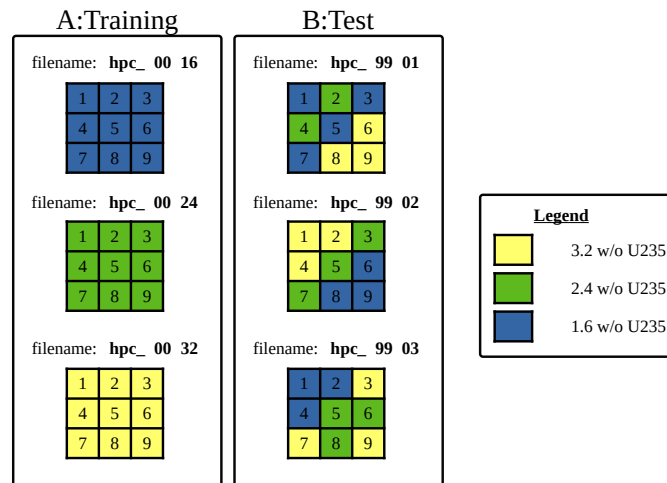 A:Training
filename: hpc_ 00 16
1 2 3
4 5 6
7 8 9
filename: hpc_ 00 24
1 2 3
4 5 6
7 8 9
filename: hpc_ 00 32
1 2 3
4 5 6
7 8 9
B:Test
filename: hpc_ 99 01
1 2 3
4 5 6
7 8 9
filename: hpc_ 99 02
1 2 3
4 5 6
7 8 9
filename: hpc_ 99 03
1 2 3
4 5 6
7 8 9
Legend
3.2 w/o U235
2.4 w/o U235
1.6 w/o U235